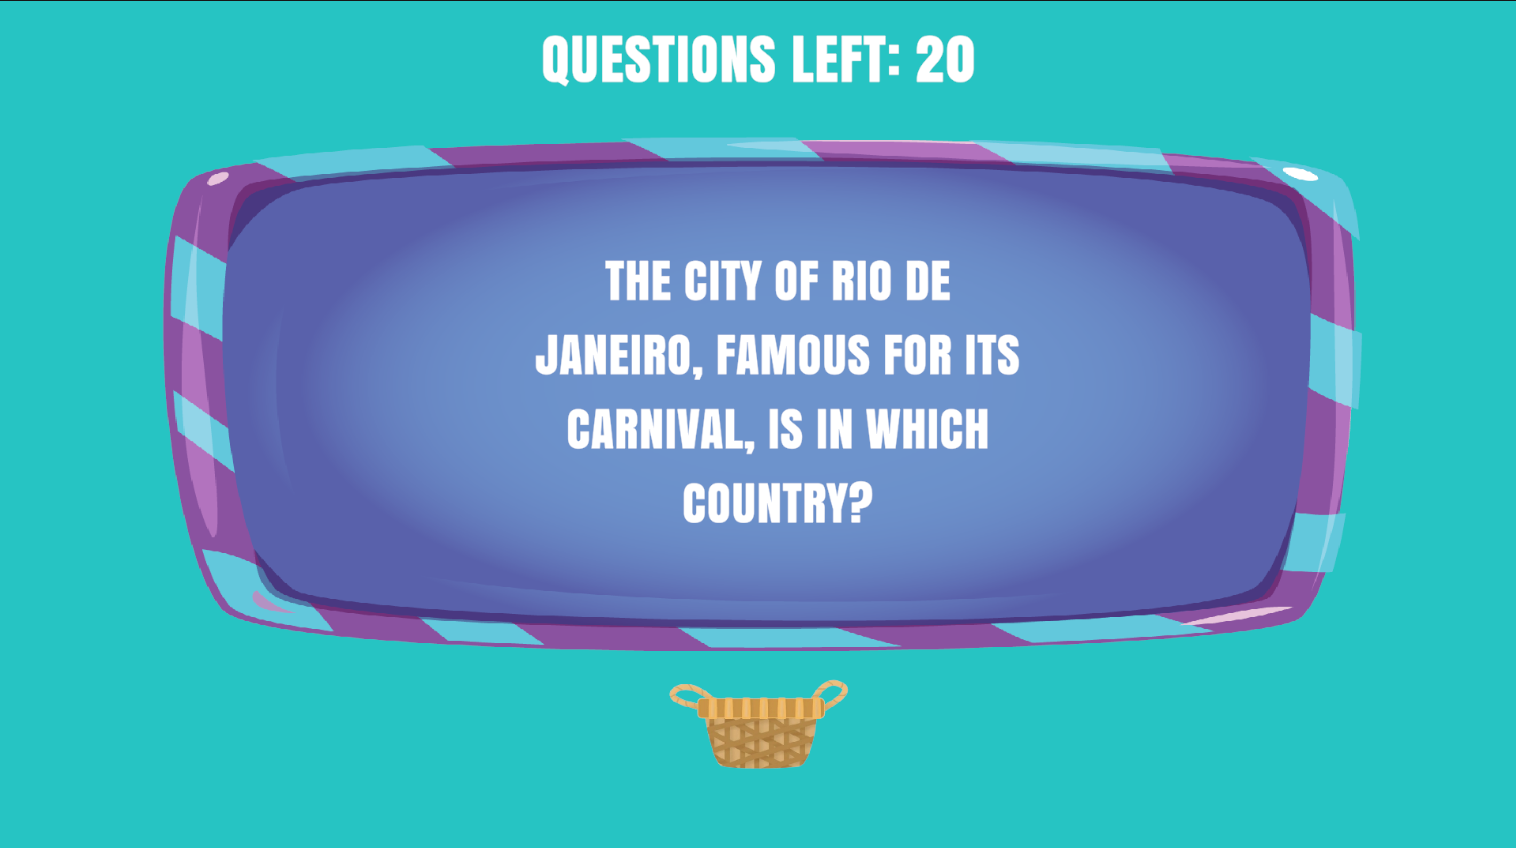 QUESTIONS LEFT: 20
THE CITY OF RIO DE
JANEIRO, FAMOUS FOR ITS
CARNIVAL, IS IN WHICH
COUNTRY?